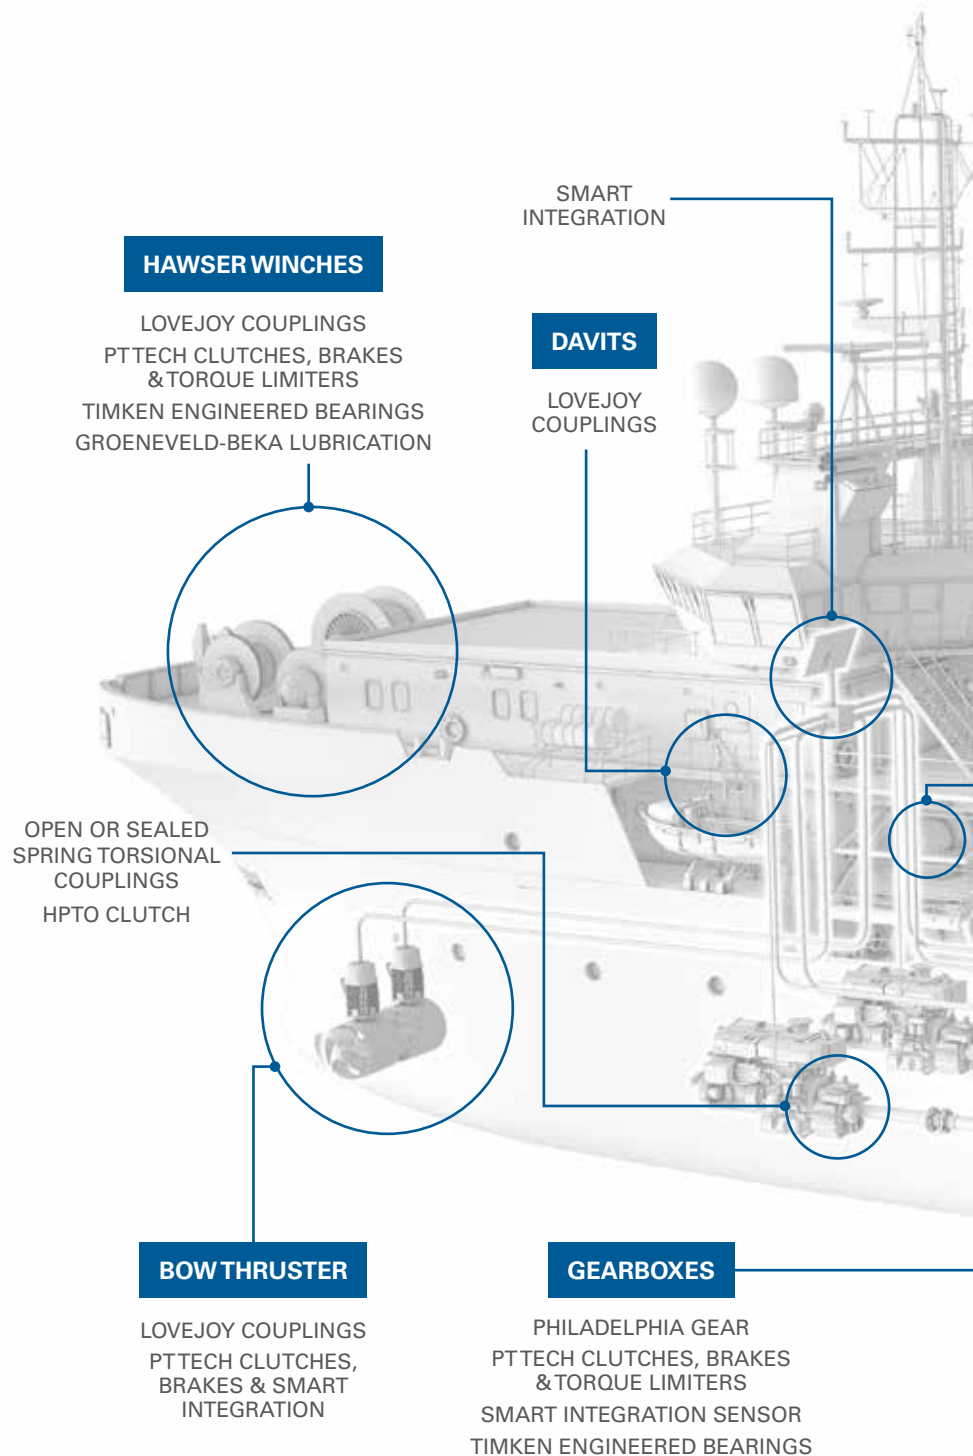 SMART
INTEGRATION
HAWSER WINCHES
LOVEJOY COUPLINGS
PT TECH CLUTCHES, BRAKES
& TORQUE LIMITERS
TIMKEN ENGINEERED BEARINGS
GROENEVELD-BEKA LUBRICATION
DAVITS
LOVEJOY
COUPLINGS
OPEN OR SEALED
SPRING TORSIONAL
COUPLINGS
HPTO CLUTCH
BOW THRUSTER
LOVEJOY COUPLINGS
PT TECH CLUTCHES,
BRAKES & SMART
INTEGRATION
GEARBOXES
PHILADELPHIA GEAR
PT TECH CLUTCHES, BRAKES
& TORQUE LIMITERS
SMART INTEGRATION SENSOR
TIMKEN ENGINEERED BEARINGS